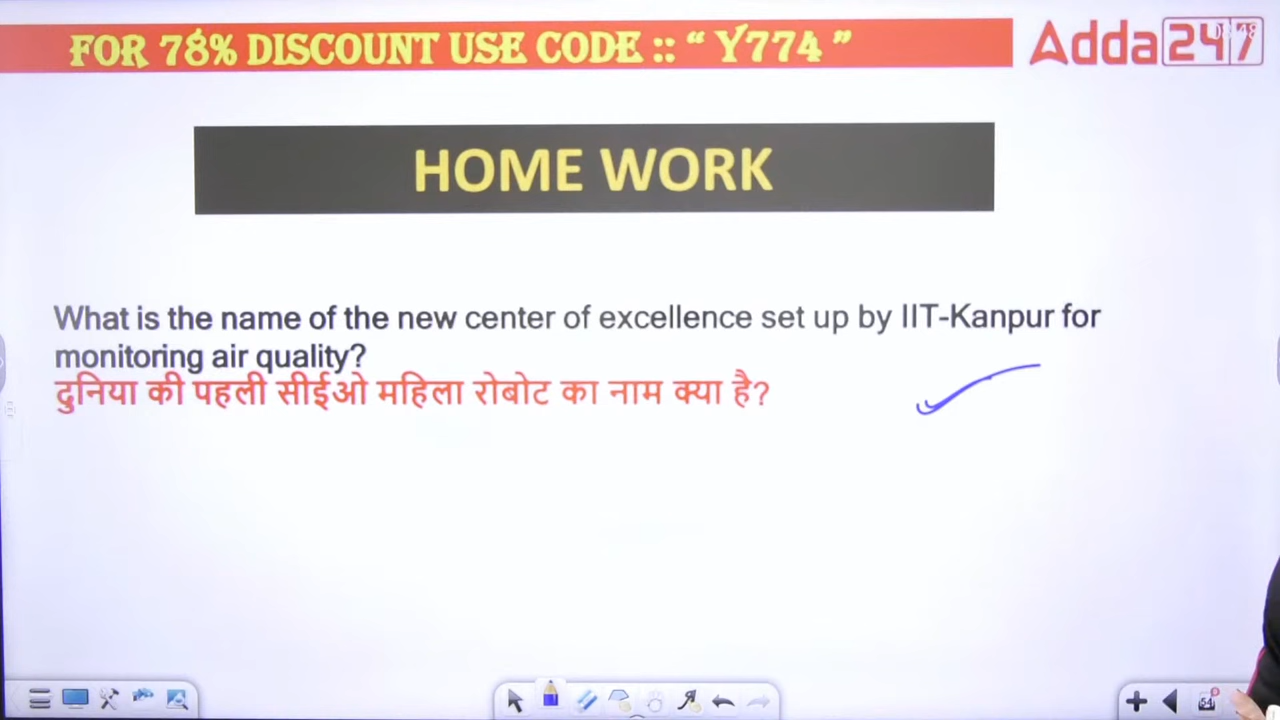 FOR 78% DISCOUNT USE CODE :: “ Y774 ”
Adda247
HOME WORK
What is the name of the new center of excellence set up by IIT-Kanpur for
monitoring air quality?
दुनिया की पहली सीईओ महिला रोबोट का नाम क्या है?